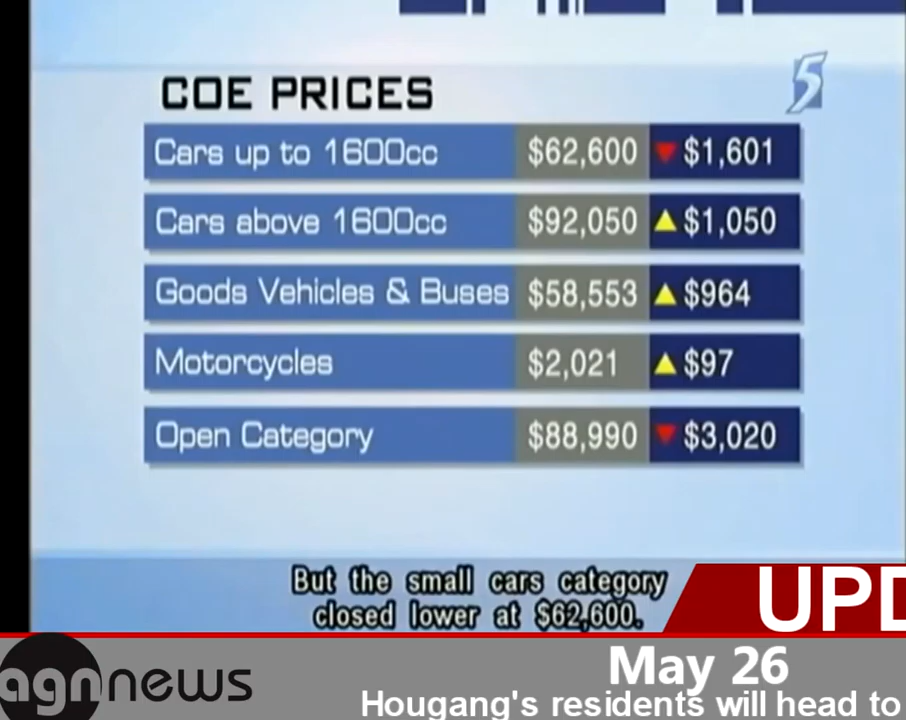 COE PRICES
5
Cars up to 1600cc $62,600 ▼ $1,601
Cars above 1600cc $92,050 ▲ $1,050
Goods Vehicles & Buses $58,553 ▲ $964
Motorcycles $2,021 ▲ $97
Open Category $88,990 ▼ $3,020
But the small cars category
closed lower at $62,600.
UPD
agnnews
May 26
Hougang's residents will head to